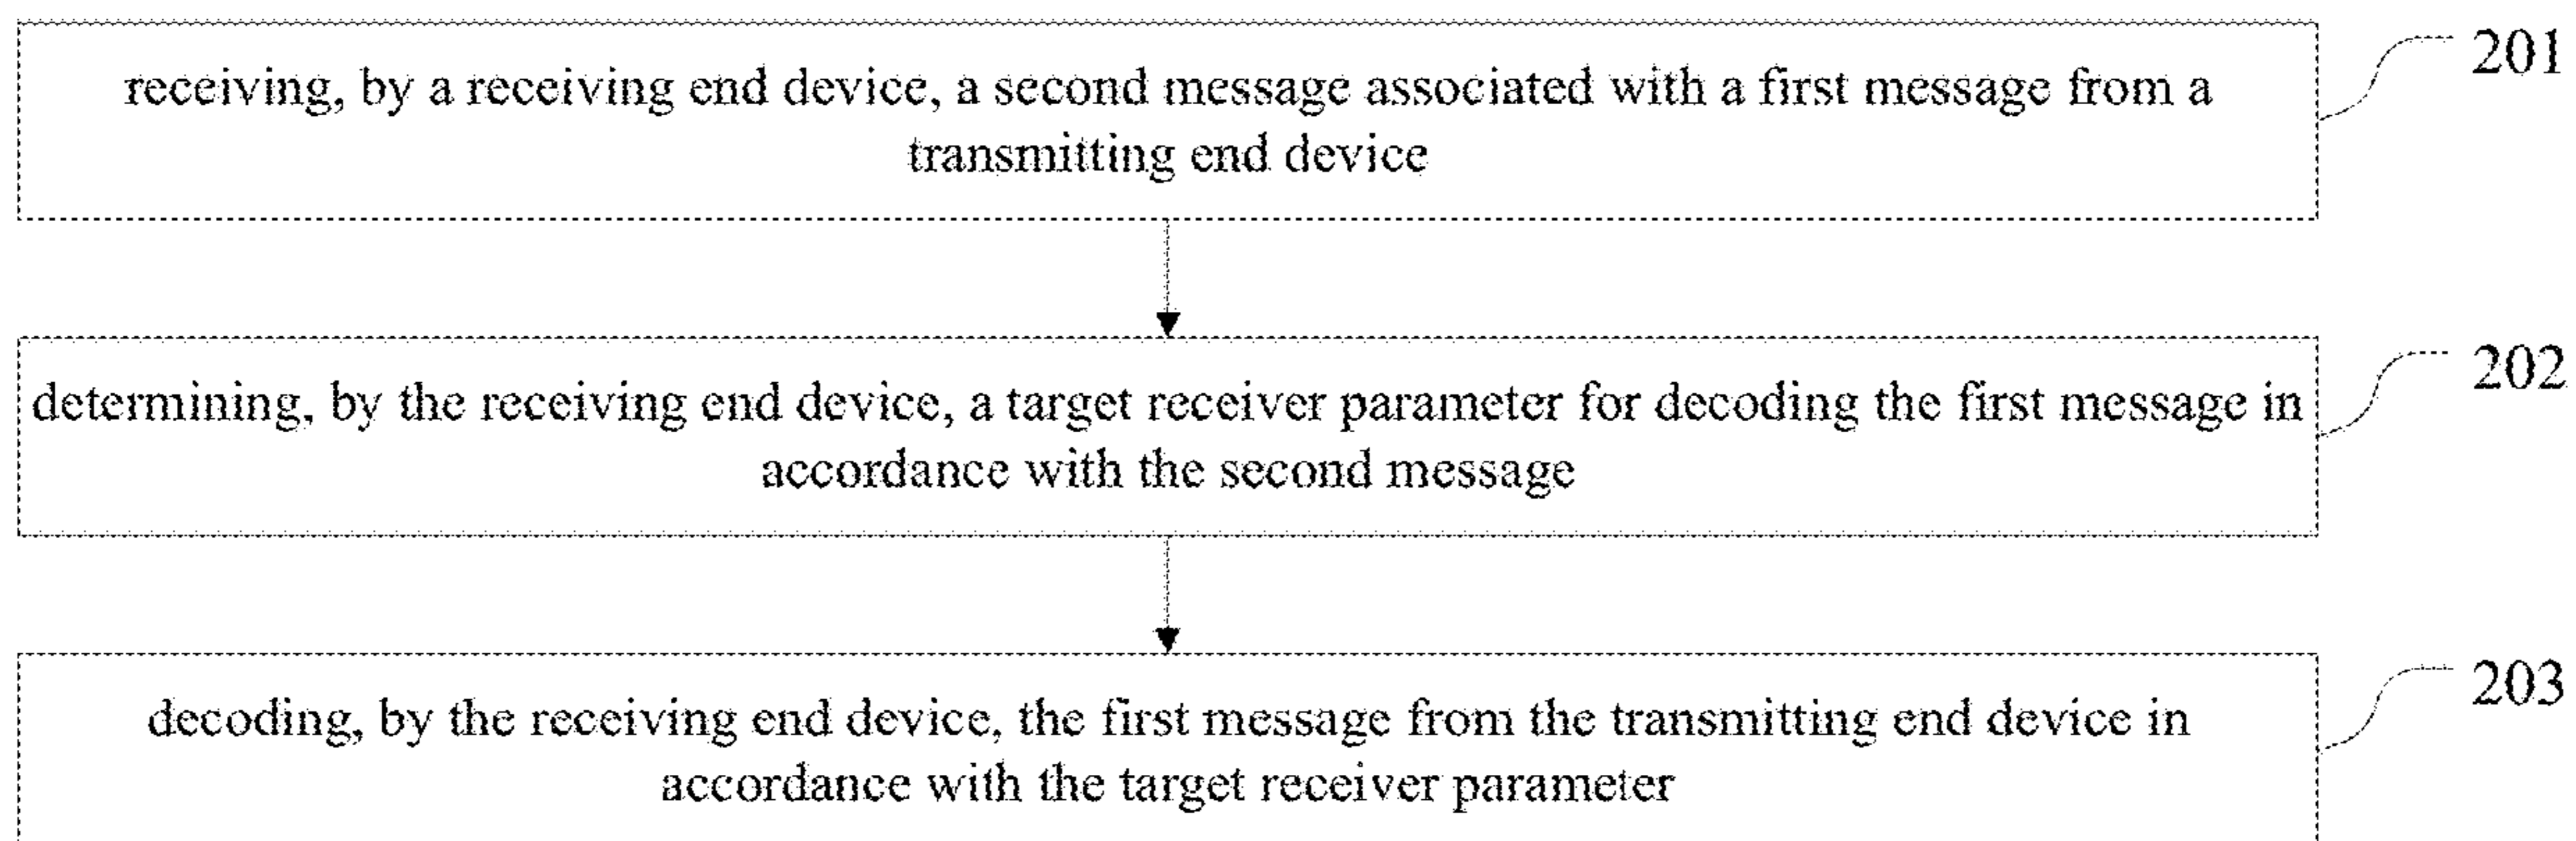 receiving, by a receiving end device, a second message associated with a first message from a
transmitting end device
201
determining, by the receiving end device, a target receiver parameter for decoding the first message in
accordance with the second message
202
decoding, by the receiving end device, the first message from the transmitting end device in
accordance with the target receiver parameter
203